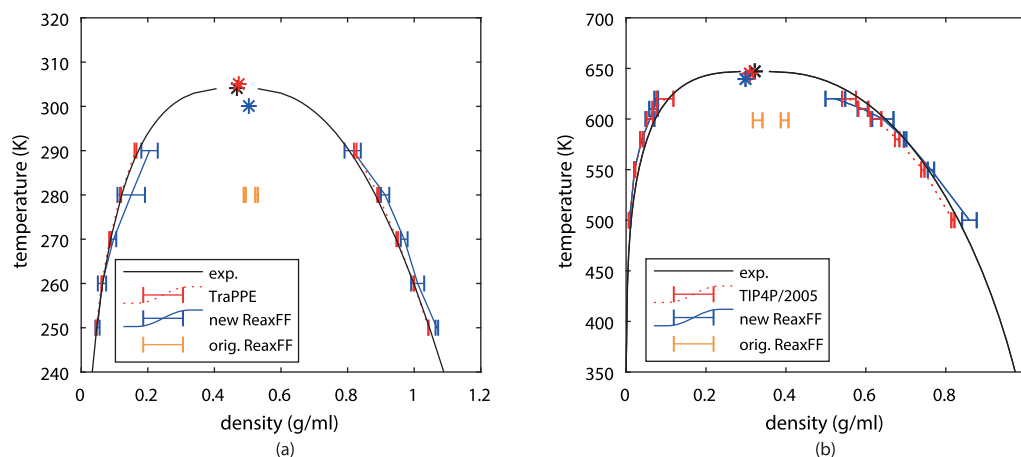 320
310
300
290
280
270
260
250
240
temperature (K)
0
0.2
0.4
0.6
0.8
1
1.2
density (g/ml)
exp.
TraPPE
new ReaxFF
orig. ReaxFF
(a)
700
650
600
550
500
450
400
350
temperature (K)
0
0.2
0.4
0.6
0.8
density (g/ml)
exp.
TIP4P/2005
new ReaxFF
orig. ReaxFF
(b)